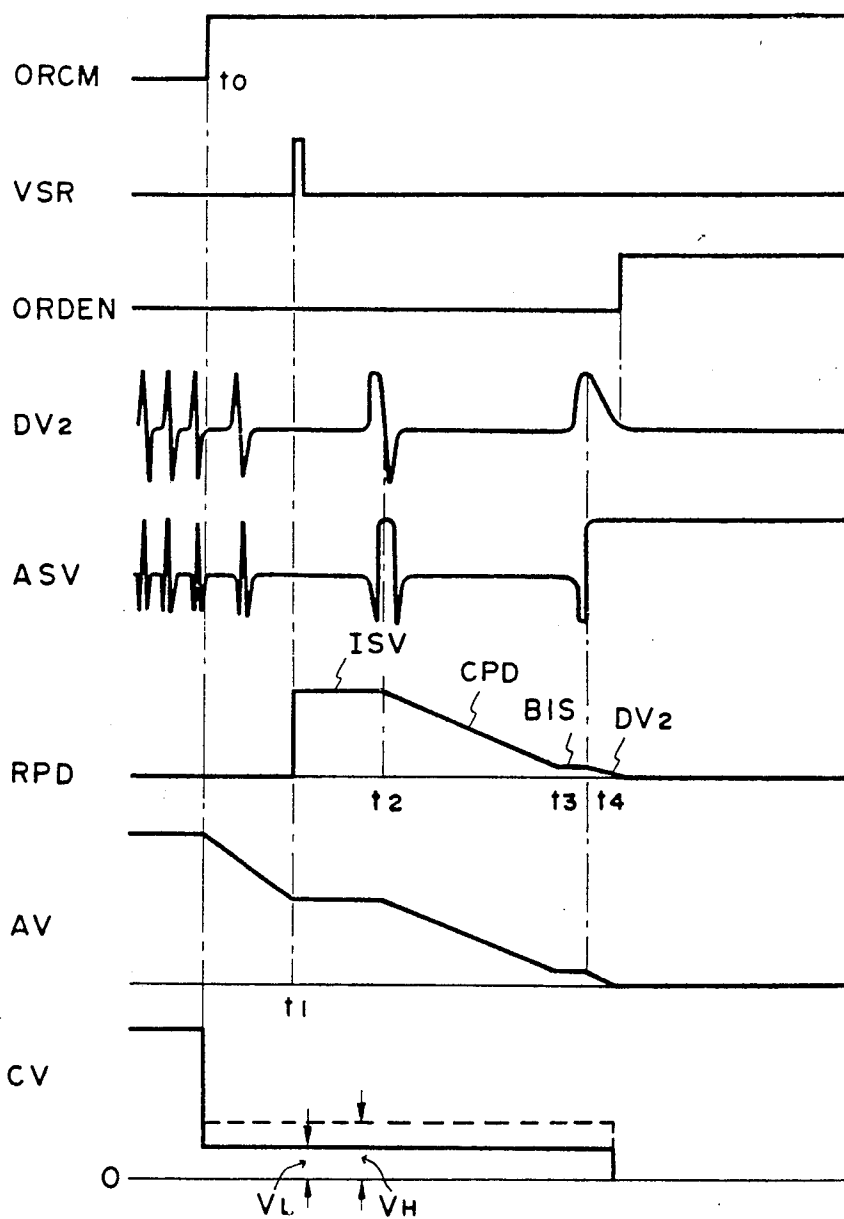 ORCM
t0
VSR
ORDEN
DV2
ASV
ISV
CPD
BIS
DV2
RPD
t2
t3 t4
AV
t1
CV
0
VL
VH